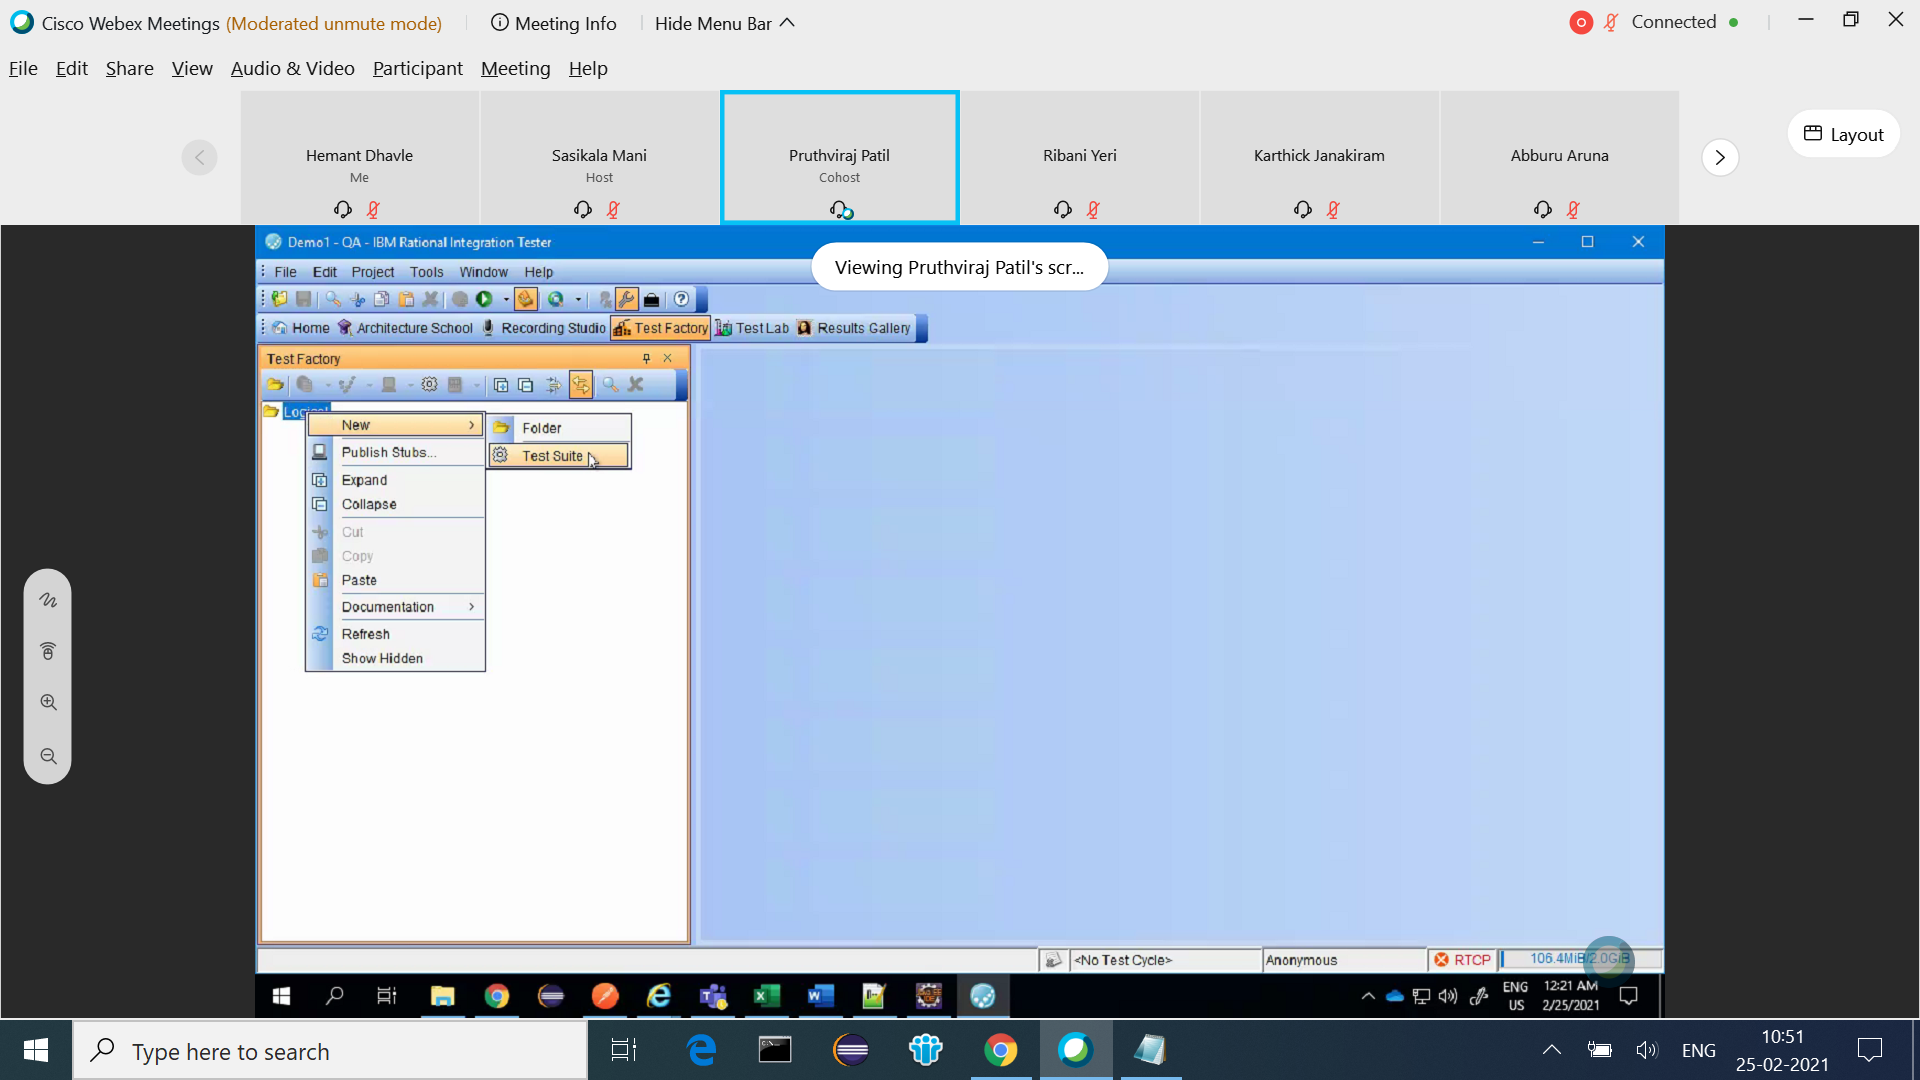 Cisco Webex Meetings (Moderated unmute mode) Meeting Info Hide Menu Bar Connected
File Edit Share View Audio & Video Participant Meeting Help
Hemant Dhavle
Me
Sasikala Mani
Host
Pruthviraj Patil
Cohost
Ribani Yeri
Karthick Janakiram
Abburu Aruna
Layout
Demo1 - QA - IBM Rational Integration Tester
Viewing Pruthviraj Patil's scr...
File Edit Project Tools Window Help
Home Architecture School Recording Studio Test Factory Test Lab Results Gallery
Test Factory
New
Folder
Test Suite
Publish Stubs...
Expand
Collapse
Cut
Copy
Paste
Documentation
Refresh
Show Hidden
<No Test Cycle> Anonymous RTCP 106.4MiB/2.0GiB
ENG
US
12:21 AM
2/25/2021
Type here to search
ENG
10:51
25-02-2021